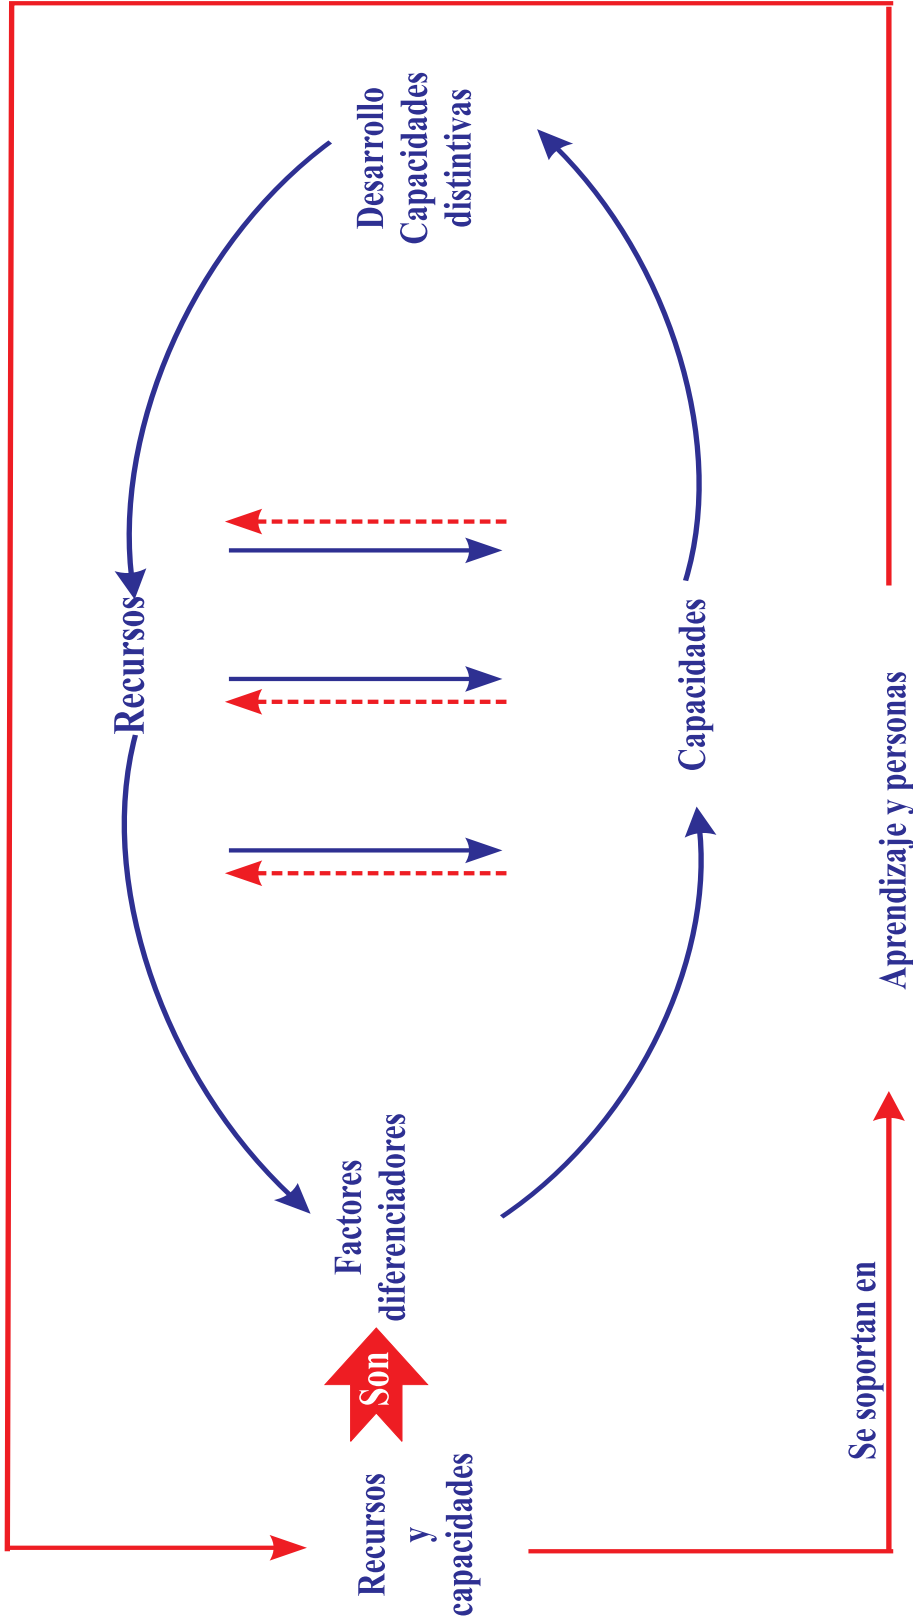 Recursos
y
capacidades
Son
Factores
diferenciadores
Recursos
Capacidades
Desarrollo
Capacidades
distintivas
Se soportan en
Aprendizaje y personas